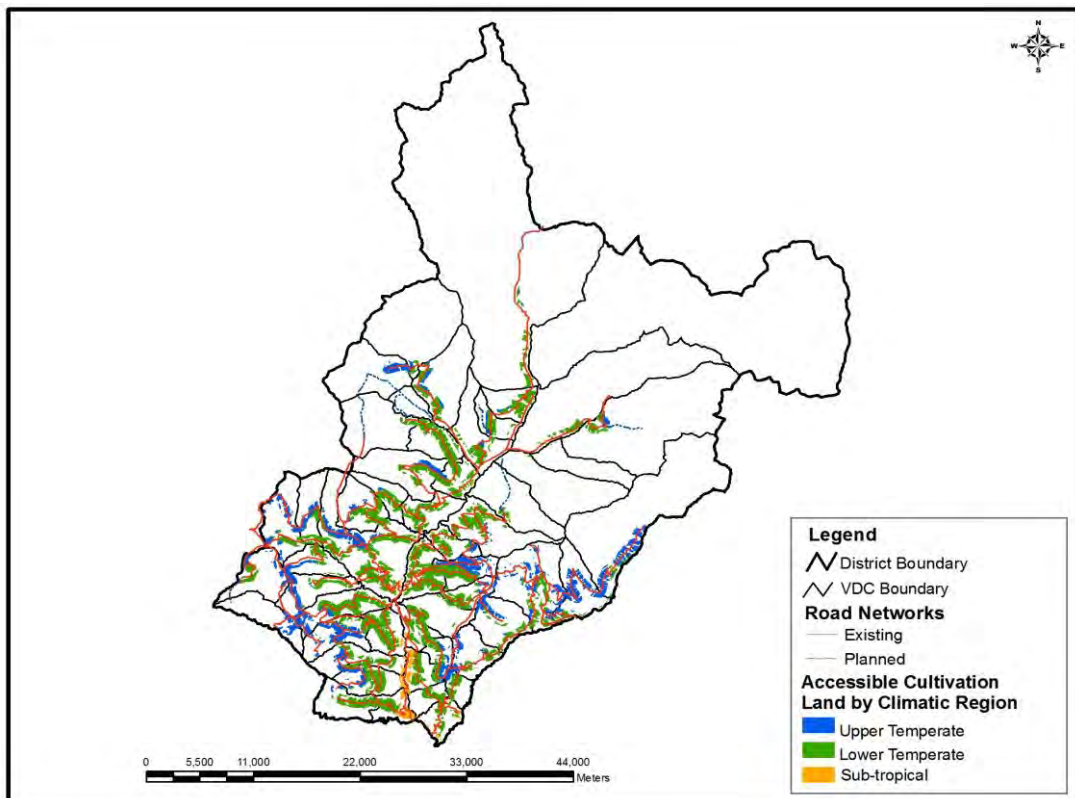 N
W E
S
Legend
District Boundary
VDC Boundary
Road Networks
Existing
Planned
Accessible Cultivation
Land by Climatic Region
Upper Temperate
Lower Temperate
Sub-tropical
0 5,500 11,000 22,000 33,000 44,000
Meters